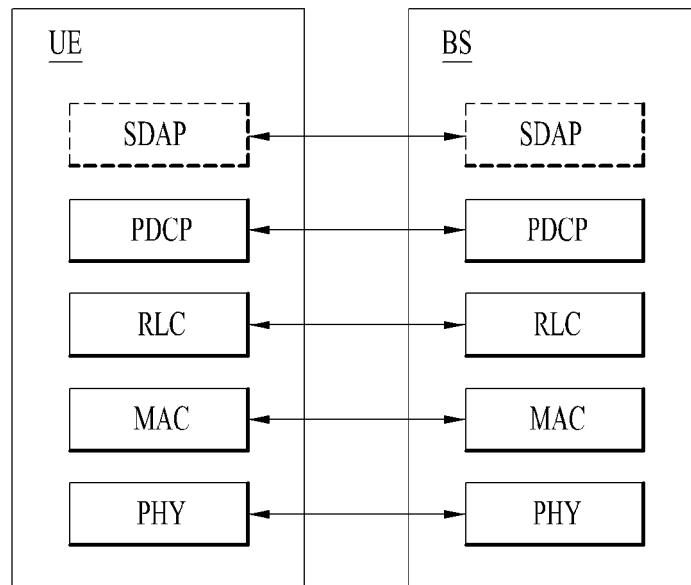 UE BS
SDAP SDAP
PDCP PDCP
RLC RLC
MAC MAC
PHY PHY